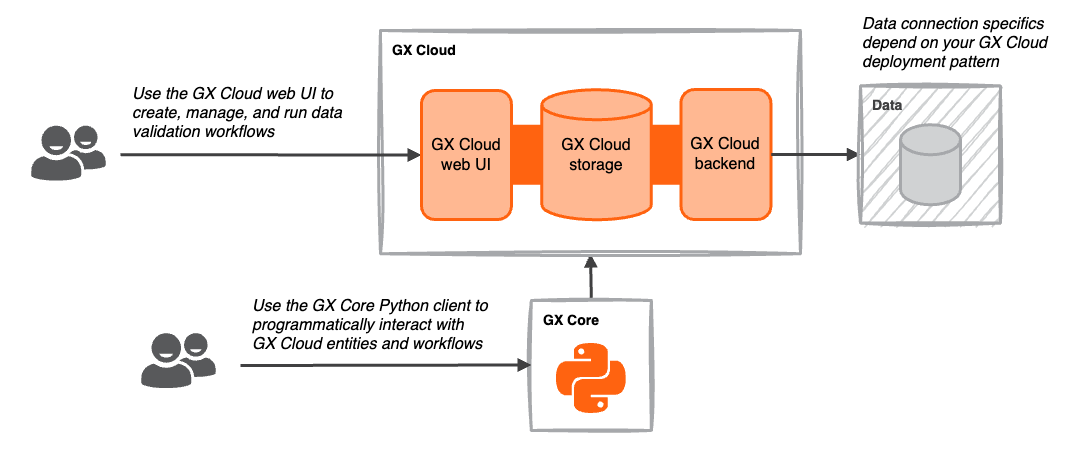 Data connection specifics
depend on your GX Cloud
deployment pattern
GX Cloud
Use the GX Cloud web UI to
create, manage, and run data
validation workflows
Data
GX Cloud
web UI
GX Cloud
storage
GX Cloud
backend
Use the GX Core Python client to
programmatically interact with
GX Cloud entities and workflows
GX Core